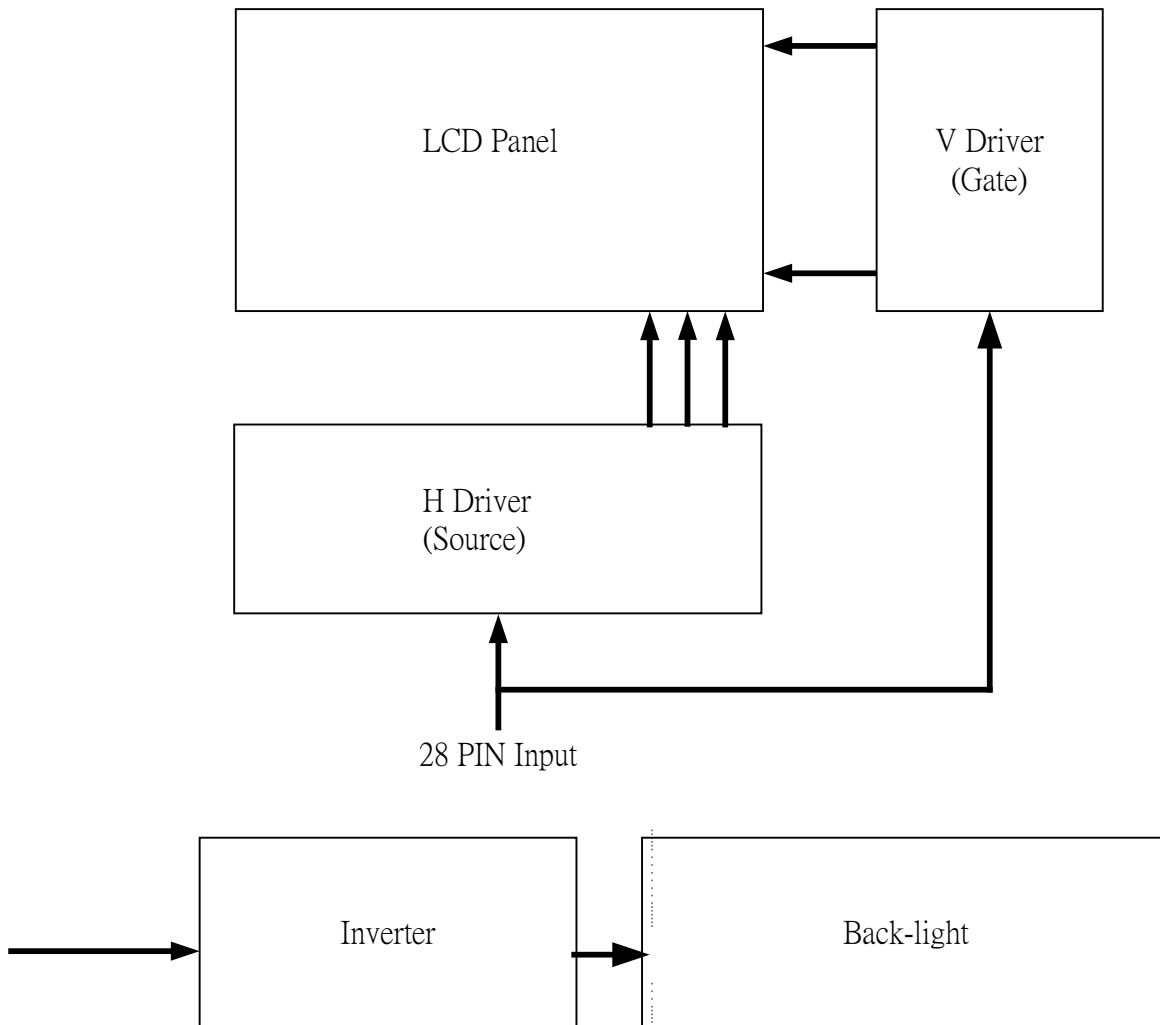 LCD Panel
V Driver
(Gate)
H Driver
(Source)
28 PIN Input
Inverter
Back-light